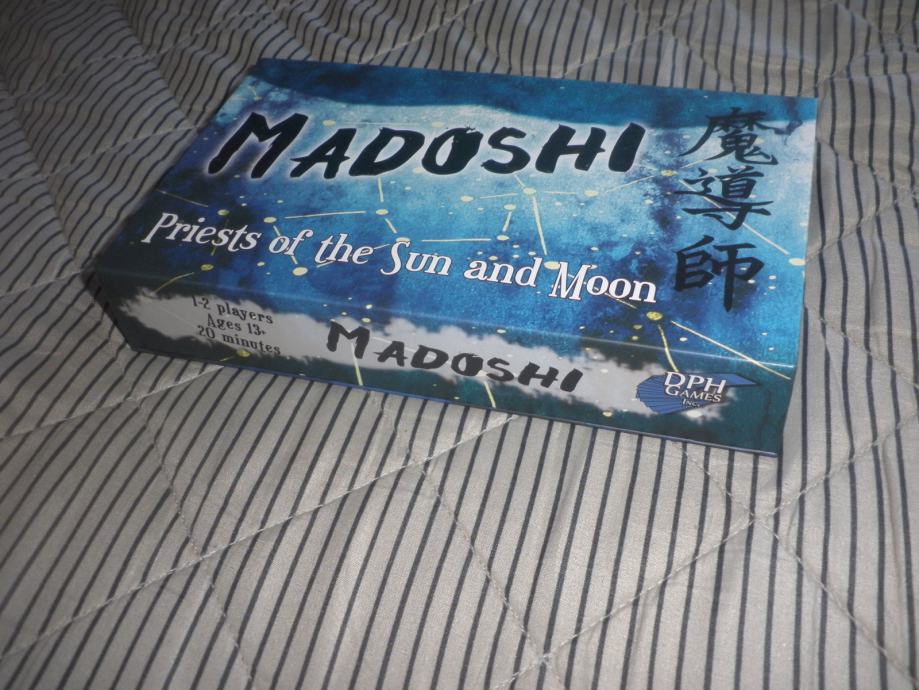 MADOSHI
魔導師
Priests of the Sun and Moon
1-2 players
Ages 13+
20 minutes
MADOSHI
DPH
GAMES
INC.